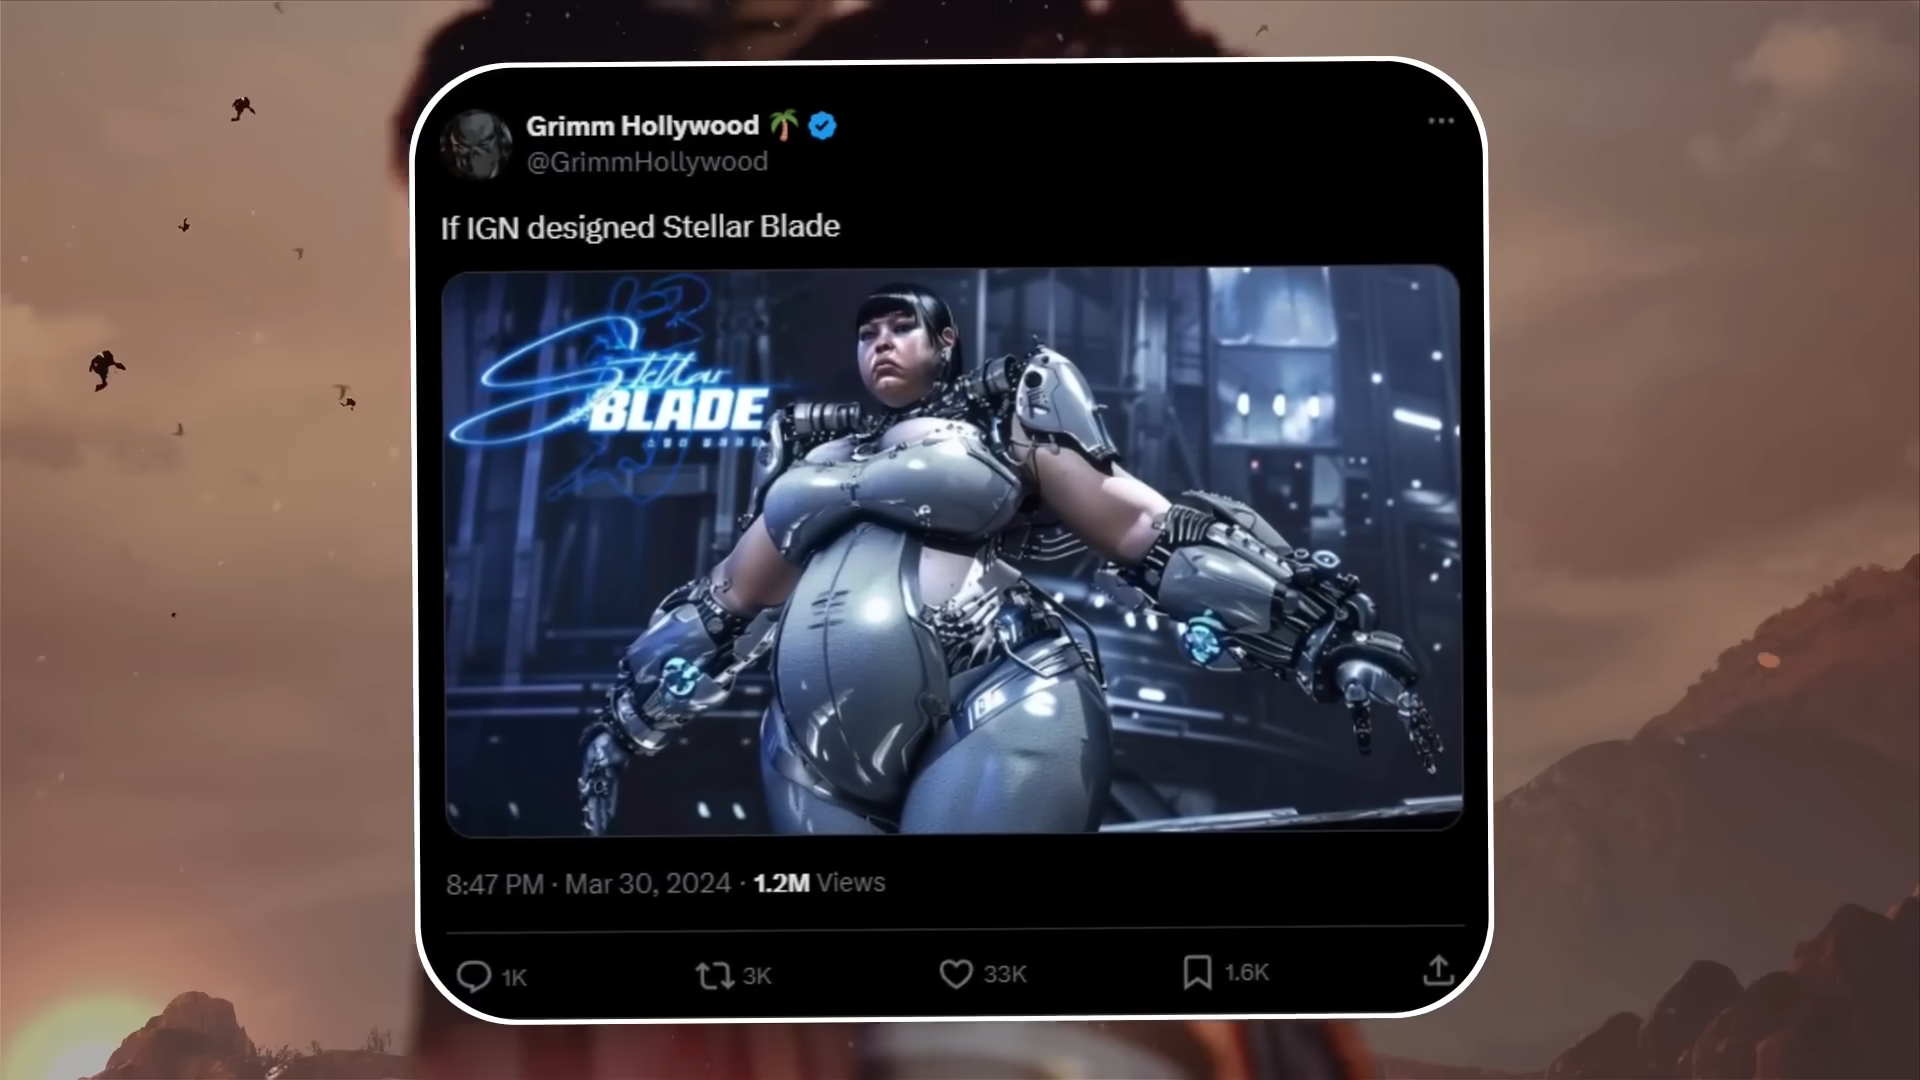 Grimm Hollywood
@GrimmHollywood
If IGN designed Stellar Blade
Stellar
BLADE
8:47 PM · Mar 30, 2024 · 1.2M Views
1K
3K
33K
1.6K